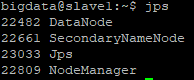 bigdata@slave1:~$ jps
22482 DataNode
22661 SecondaryNameNode
23033 Jps
22809 NodeManager